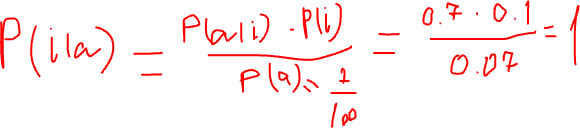 P(i|a) = P(a|i) · P(i) / P(a) = 0.7 · 0.1 / 0.07 = 1
1/100